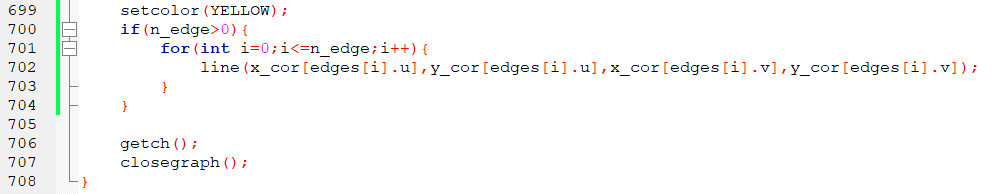 699 setcolor(YELLOW);
700 if(n_edge>0){
701 for(int i=0;i<=n_edge;i++){
702 line(x_cor[edges[i].u],y_cor[edges[i].u],x_cor[edges[i].v],y_cor[edges[i].v]);
703 }
704 }
705
706 getch();
707 closegraph();
708 }